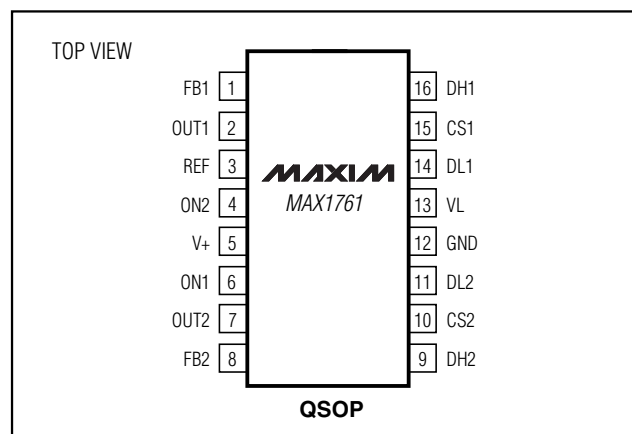 TOP VIEW
FB1 1
OUT1 2
REF 3
ON2 4
V+ 5
ON1 6
OUT2 7
FB2 8
MAXIM
MAX1761
16 DH1
15 CS1
14 DL1
13 VL
12 GND
11 DL2
10 CS2
9 DH2
QSOP